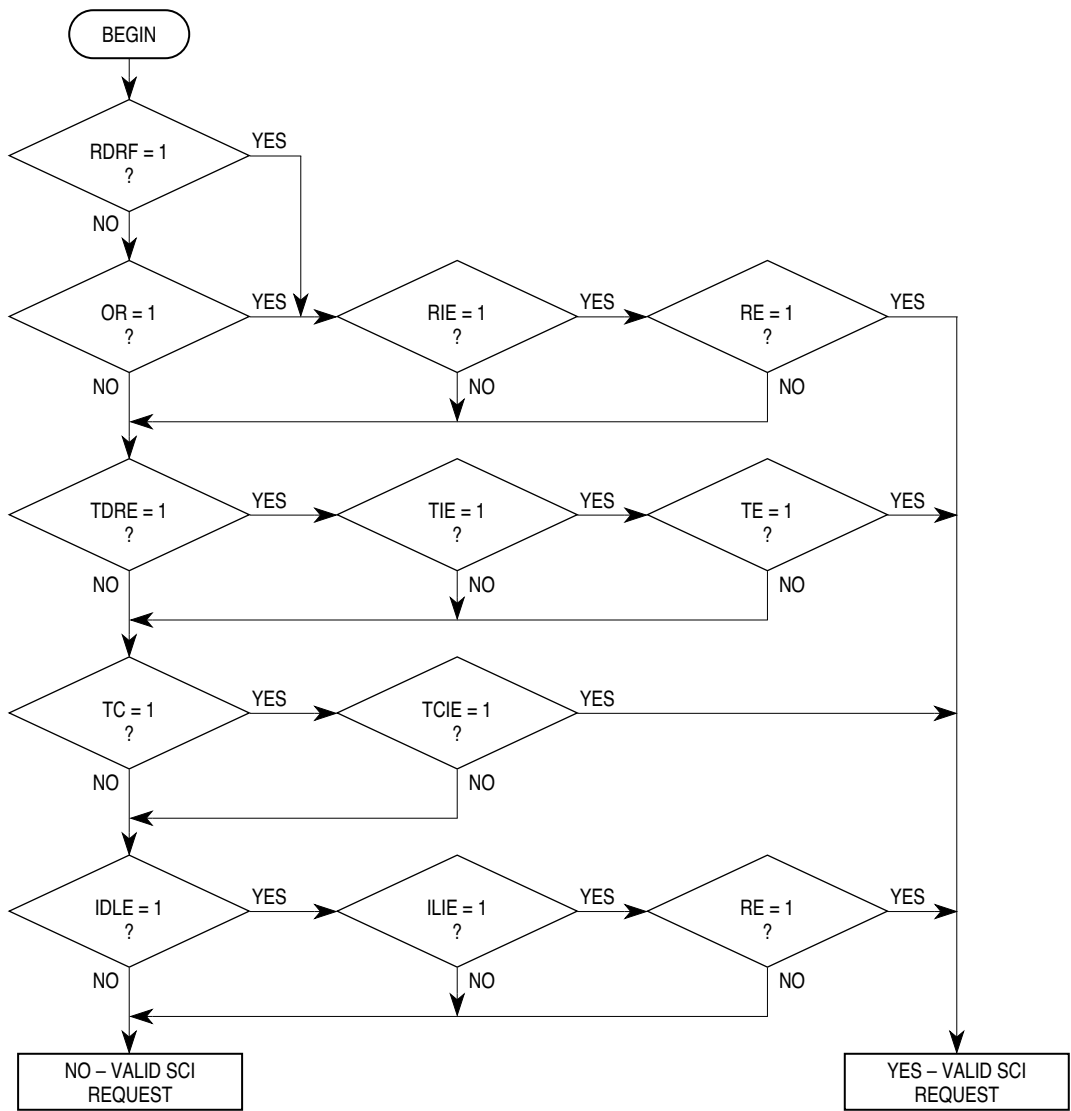 BEGIN
RDRF = 1
?
YES
NO
OR = 1
?
YES
NO
RIE = 1
?
YES
NO
RE = 1
?
YES
NO
TDRE = 1
?
YES
NO
TIE = 1
?
YES
NO
TE = 1
?
YES
NO
TC = 1
?
YES
NO
TCIE = 1
?
YES
NO
IDLE = 1
?
YES
NO
ILIE = 1
?
YES
NO
RE = 1
?
YES
NO
NO – VALID SCI
REQUEST
YES – VALID SCI
REQUEST